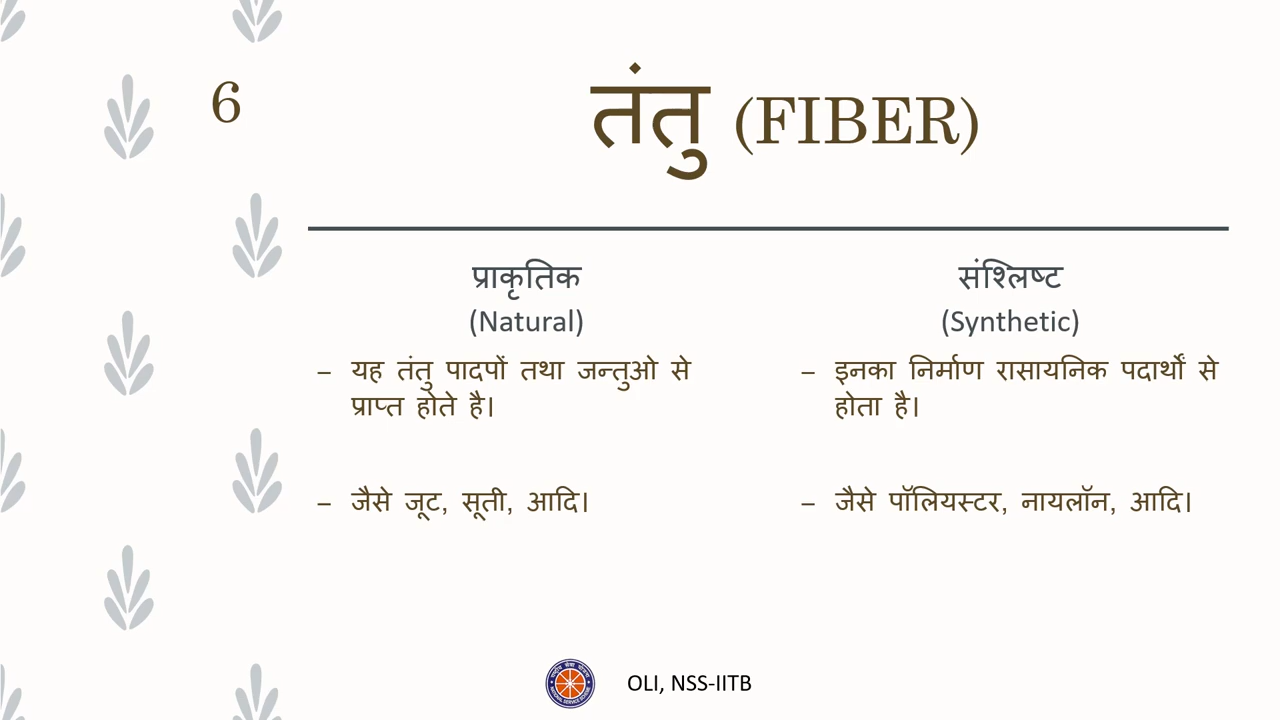 6
तंतु (FIBER)
प्राकृतिक
(Natural)
– यह तंतु पादपों तथा जन्तुओ से
प्राप्त होते है।
– जैसे जूट, सूती, आदि।
संश्लिष्ट
(Synthetic)
– इनका निर्माण रासायनिक पदार्थों से
होता है।
– जैसे पॉलियस्टर, नायलॉन, आदि।
OLI, NSS-IITB